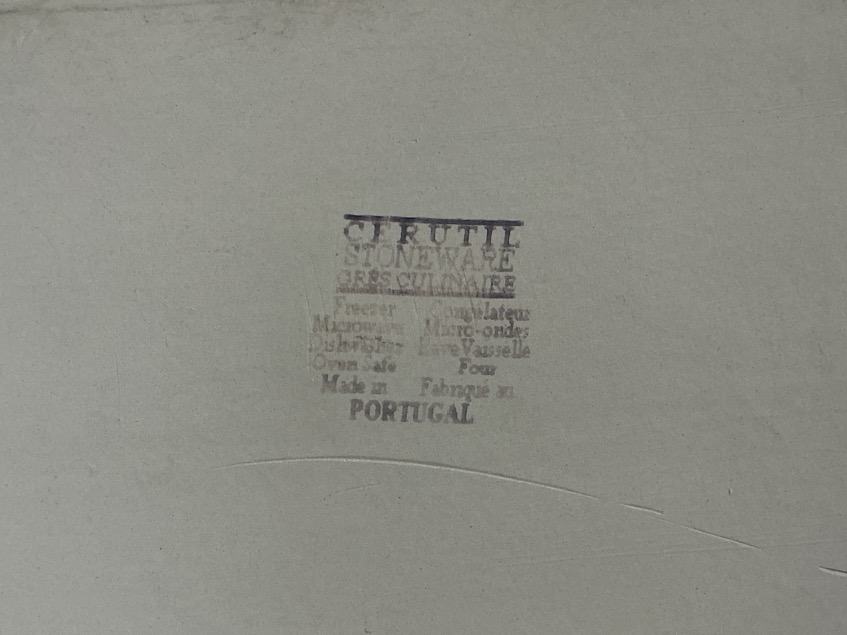 CERUTIL
STONEWARE
GRÈS CULINAIRE
Freezer Congélateur
Microwave Micro-ondes
Dishwasher Lave Vaisselle
Oven Safe Four
Made in Fabriqué au
PORTUGAL